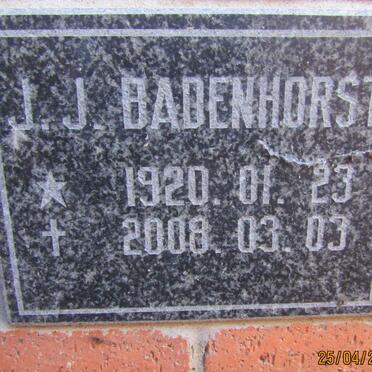 J. J. BADENHORST
★ 1920. 01. 23
✝ 2008. 03. 03
25/04/2